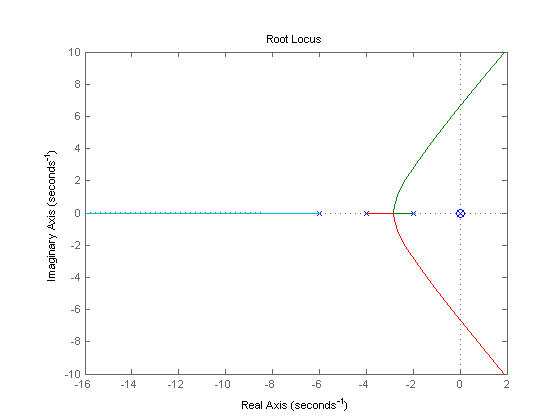 Root Locus
10
8
6
4
2
0
-2
-4
-6
-8
-10
-16 -14 -12 -10 -8 -6 -4 -2 0 2
Imaginary Axis (seconds⁻¹)
Real Axis (seconds⁻¹)